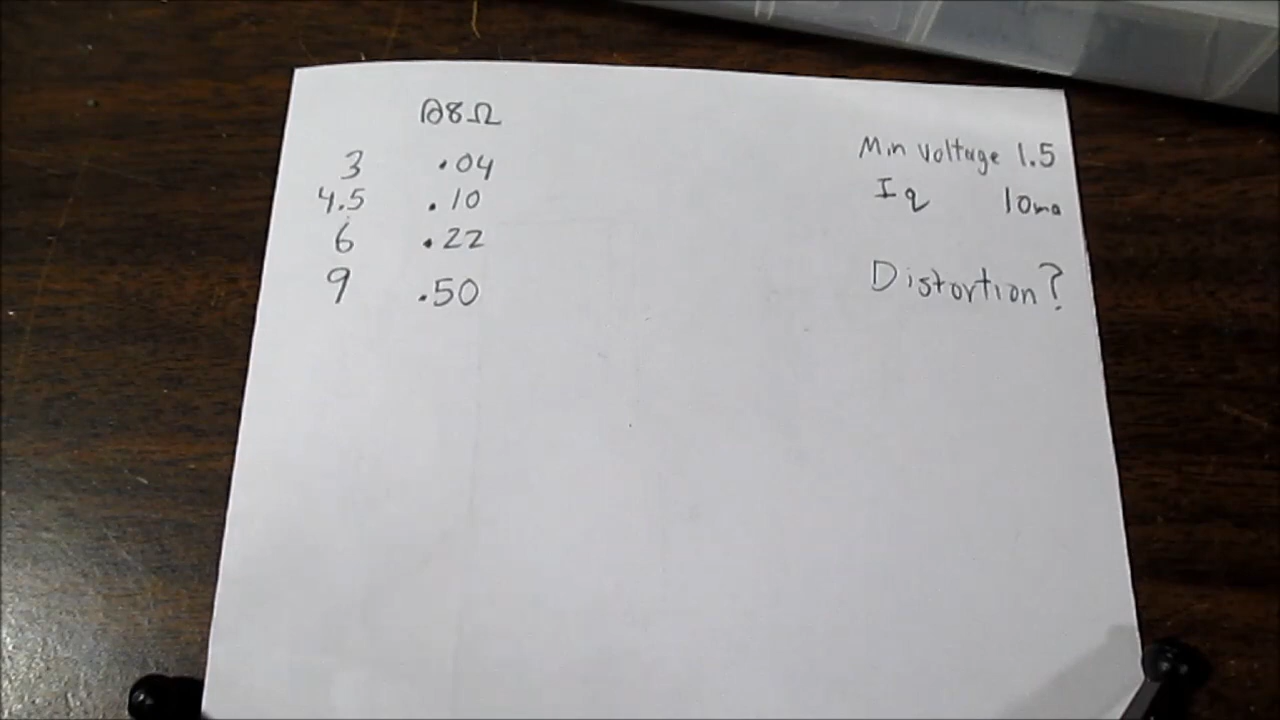 @8Ω
3 .04
4.5 .10
6 .22
9 .50
Min voltage 1.5
Iq 10ma
Distortion?